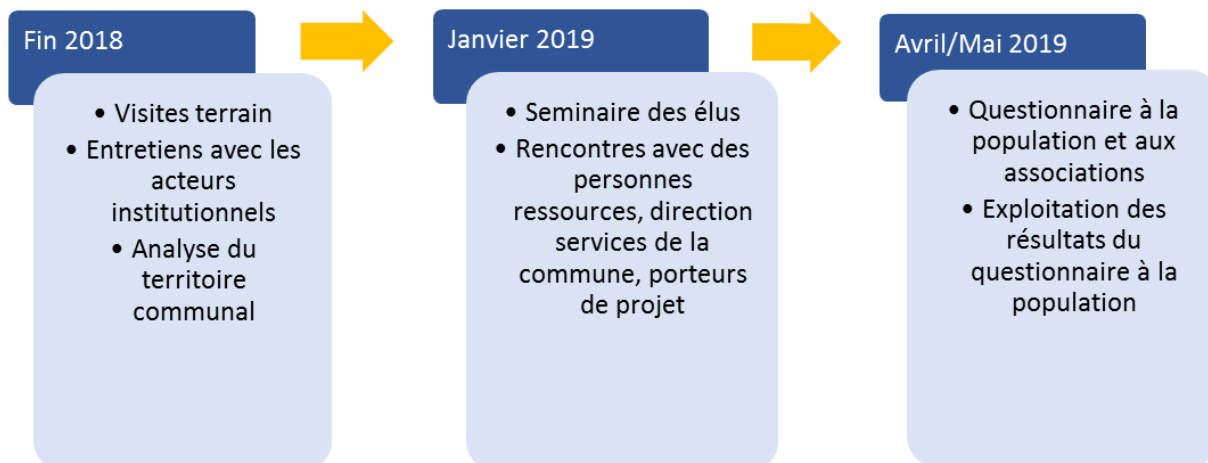 Fin 2018
• Visites terrain
• Entretiens avec les
acteurs
institutionnels
• Analyse du
territoire
communal
Janvier 2019
• Seminaire des élus
• Rencontres avec des
personnes
ressources, direction
services de la
commune, porteurs
de projet
Avril/Mai 2019
• Questionnaire à la
population et aux
associations
• Exploitation des
résultats du
questionnaire à la
population